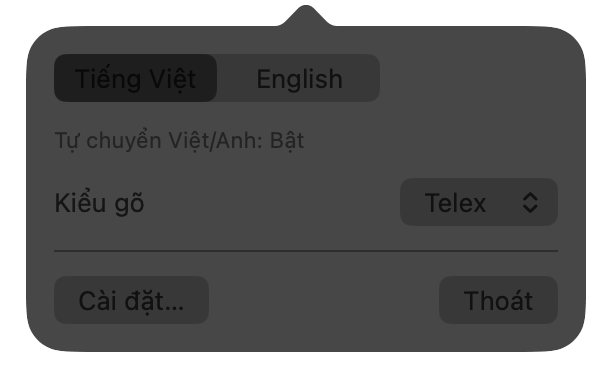 Tiếng Việt English
Tự chuyển Việt/Anh: Bật
Kiểu gõ Telex
Cài đặt... Thoát